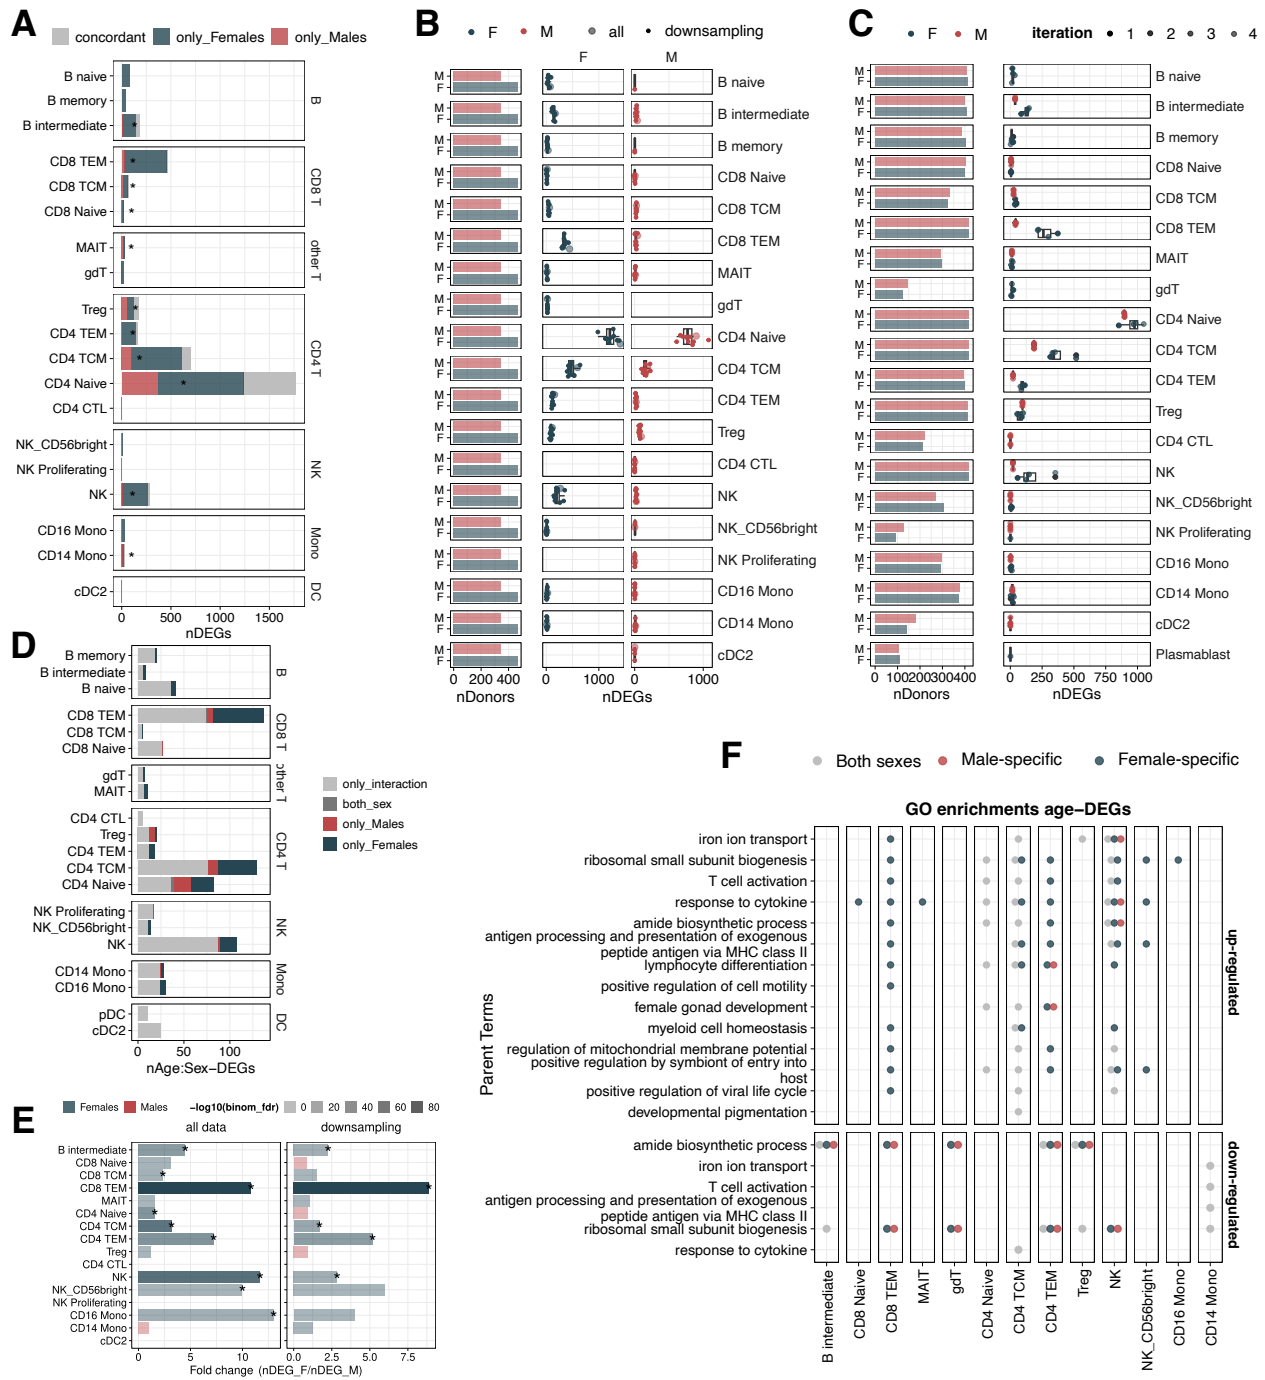 A
concordant only_Females only_Males
B naive
B memory
B intermediate
*
B
CD8 TEM
*
CD8 TCM
*
CD8 Naive
*
CD8 T
MAIT
*
gdT
other T
Treg
*
CD4 TEM
*
CD4 TCM
*
CD4 Naive
*
CD4 CTL
CD4 T
NK_CD56bright
NK Proliferating
NK
*
NK
CD16 Mono
CD14 Mono
*
Mono
cDC2
DC
0 500 1000 1500
nDEGs
B
F M all downsampling
F M
M
F
B naive
M
F
B intermediate
M
F
B memory
M
F
CD8 Naive
M
F
CD8 TCM
M
F
CD8 TEM
M
F
MAIT
M
F
gdT
M
F
CD4 Naive
M
F
CD4 TCM
M
F
CD4 TEM
M
F
Treg
M
F
CD4 CTL
M
F
NK
M
F
NK_CD56bright
M
F
NK Proliferating
M
F
CD16 Mono
M
F
CD14 Mono
M
F
cDC2
0 200 400
0 1000 0 1000
nDonors nDEGs
C
F M iteration 1 2 3 4
M
F
B naive
M
F
B intermediate
M
F
B memory
M
F
CD8 Naive
M
F
CD8 TCM
M
F
CD8 TEM
M
F
MAIT
M
F
gdT
M
F
CD4 Naive
M
F
CD4 TCM
M
F
CD4 TEM
M
F
Treg
M
F
CD4 CTL
M
F
NK
M
F
NK_CD56bright
M
F
NK Proliferating
M
F
CD16 Mono
M
F
CD14 Mono
M
F
cDC2
M
F
Plasmablast
0 100200300400
0 250 500 750 1000
nDonors nDEGs
D
B memory
B intermediate
B naive
B
CD8 TEM
CD8 TCM
CD8 Naive
CD8 T
gdT
MAIT
other T
CD4 CTL
Treg
CD4 TEM
CD4 TCM
CD4 Naive
CD4 T
NK Proliferating
NK_CD56bright
NK
NK
CD14 Mono
CD16 Mono
Mono
pDC
cDC2
DC
0 50 100
nAge:Sex−DEGs
only_interaction
both_sex
only_Males
only_Females
E
Females Males −log10(binom_fdr) 0 20 40 60 80
all data downsampling
B intermediate
* *
CD8 Naive
CD8 TCM
*
CD8 TEM
* *
MAIT
CD4 Naive
*
CD4 TCM
* *
CD4 TEM
* *
Treg
CD4 CTL
NK
* *
NK_CD56bright
*
NK Proliferating
CD16 Mono
*
CD14 Mono
cDC2
0 5 10 0.0 2.5 5.0 7.5
Fold change (nDEG_F/nDEG_M)
F
Both sexes Male−specific Female−specific
GO enrichments age−DEGs
Parent Terms
iron ion transport
ribosomal small subunit biogenesis
T cell activation
response to cytokine
amide biosynthetic process
antigen processing and presentation of exogenous
peptide antigen via MHC class II
lymphocyte differentiation
positive regulation of cell motility
female gonad development
myeloid cell homeostasis
regulation of mitochondrial membrane potential
positive regulation by symbiont of entry into
host
positive regulation of viral life cycle
developmental pigmentation
up−regulated
amide biosynthetic process
iron ion transport
T cell activation
antigen processing and presentation of exogenous
peptide antigen via MHC class II
ribosomal small subunit biogenesis
response to cytokine
down−regulated
B intermediate
CD8 Naive
CD8 TEM
MAIT
gdT
CD4 Naive
CD4 TCM
CD4 TEM
Treg
NK
NK_CD56bright
CD16 Mono
CD14 Mono